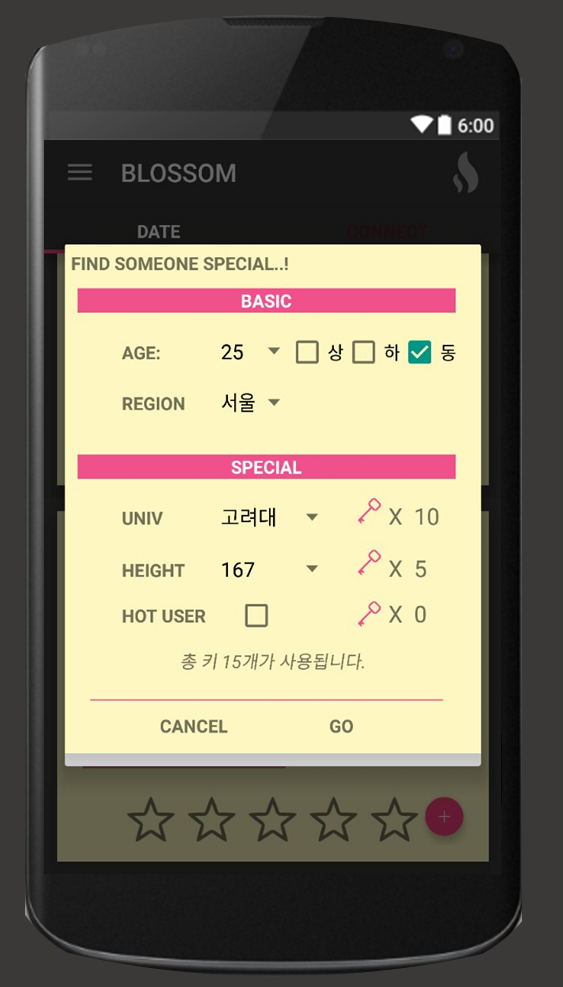 6:00
BLOSSOM
DATE CONNECT
FIND SOMEONE SPECIAL..!
BASIC
AGE: 25 상 하 동
REGION 서울
SPECIAL
UNIV 고려대 X 10
HEIGHT 167 X 5
HOT USER X 0
총 키 15개가 사용됩니다.
CANCEL GO